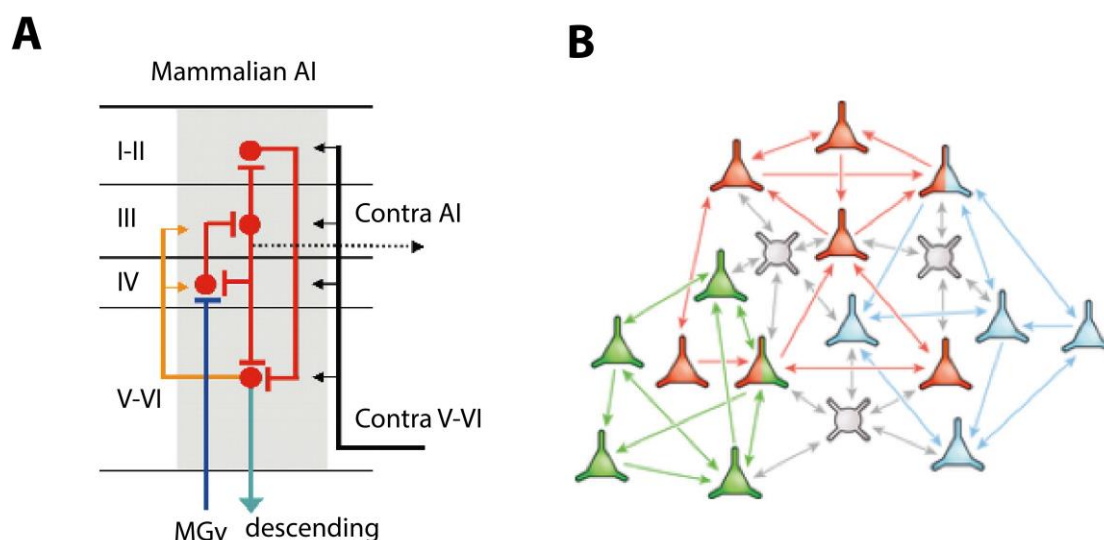 A
B
Mammalian AI
I-II
III
Contra AI
IV
V-VI
Contra V-VI
MGv
descending